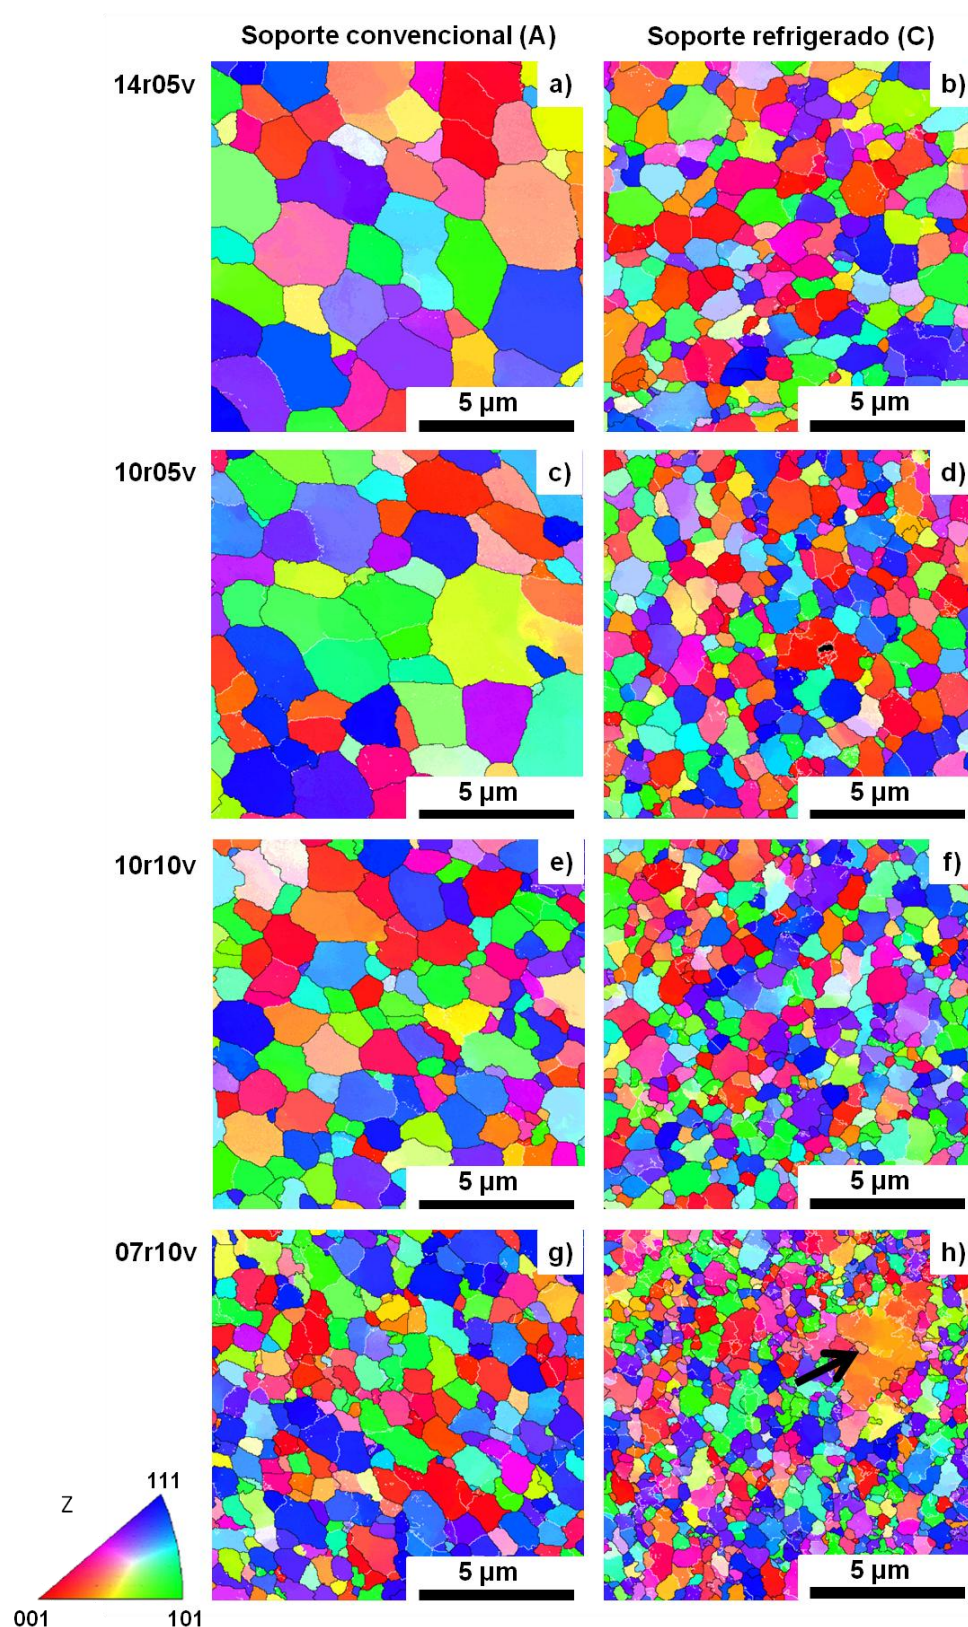 Soporte convencional (A) Soporte refrigerado (C)
14r05v a) b)
5 µm 5 µm
10r05v c) d)
5 µm 5 µm
10r10v e) f)
5 µm 5 µm
07r10v g) h)
111
Z
5 µm 5 µm
001 101